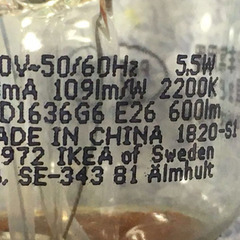 0V~50/60Hz 5.5W
mA 109lm/W 2200K
D1636G6 E26 600lm
ADE IN CHINA 1820-S1
972 IKEA of Sweden
SE-343 81 Älmhult